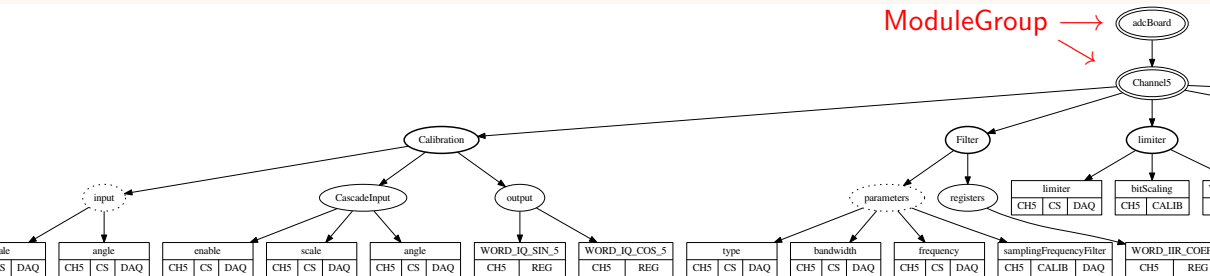 ModuleGroup
adcBoard
Channel5
Calibration
Filter
limiter
input
CascadeInput
output
parameters
registers
limiter
CH5 CS DAQ
bitScaling
CH5 CALIB
angle
CH5 CS DAQ
enable
CH5 CS DAQ
scale
CH5 CS DAQ
angle
CH5 CS DAQ
WORD_IQ_SIN_5
CH5 REG
WORD_IQ_COS_5
CH5 REG
type
CH5 CS DAQ
bandwidth
CH5 CS DAQ
frequency
CH5 CS DAQ
samplingFrequencyFilter
CH5 CALIB DAQ
CH5 REG